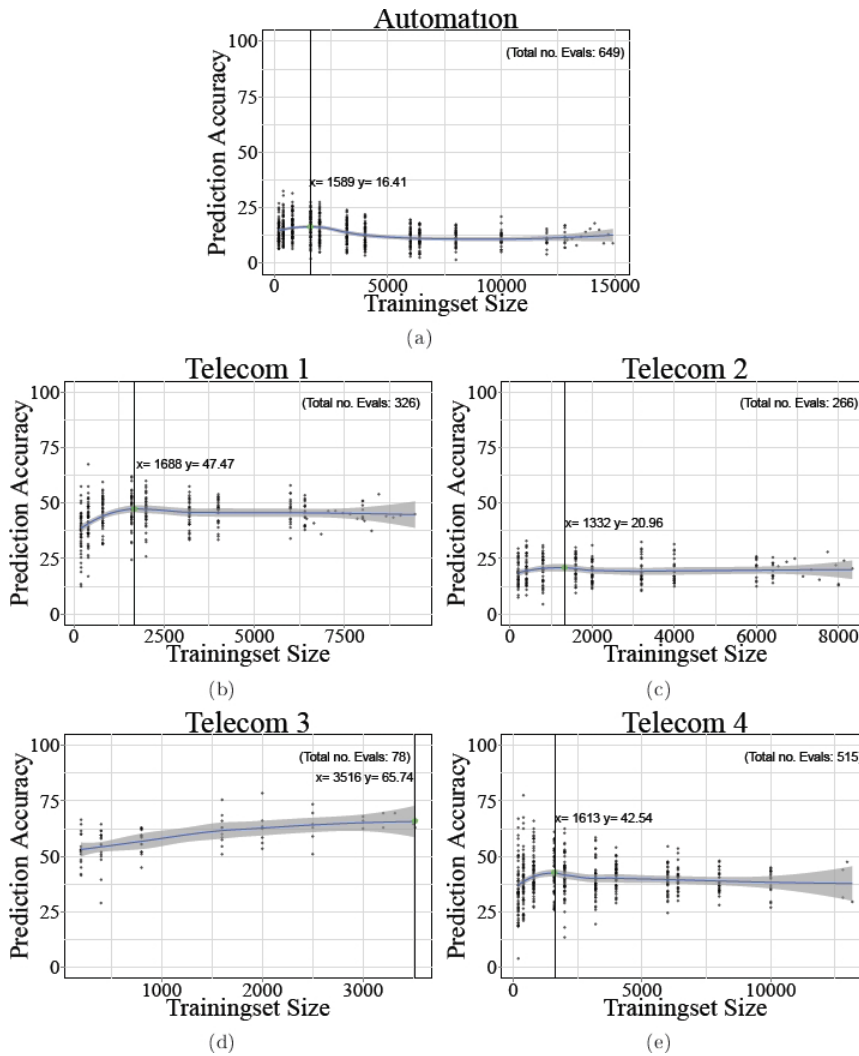 Automation
(Total no. Evals: 649)
Prediction Accuracy
100
75
50
25
0
x= 1589 y= 16.41
0 5000 10000 15000
Trainingset Size
(a)
Telecom 1
(Total no. Evals: 326)
Prediction Accuracy
100
75
50
25
0
x= 1688 y= 47.47
0 2500 5000 7500
Trainingset Size
(b)
Telecom 2
(Total no. Evals: 266)
Prediction Accuracy
100
75
50
25
0
x= 1332 y= 20.96
0 2000 4000 6000 8000
Trainingset Size
(c)
Telecom 3
(Total no. Evals: 78)
x= 3516 y= 65.74
Prediction Accuracy
100
75
50
25
0
1000 2000 3000
Trainingset Size
(d)
Telecom 4
(Total no. Evals: 515)
Prediction Accuracy
100
75
50
25
0
x= 1613 y= 42.54
0 5000 10000
Trainingset Size
(e)